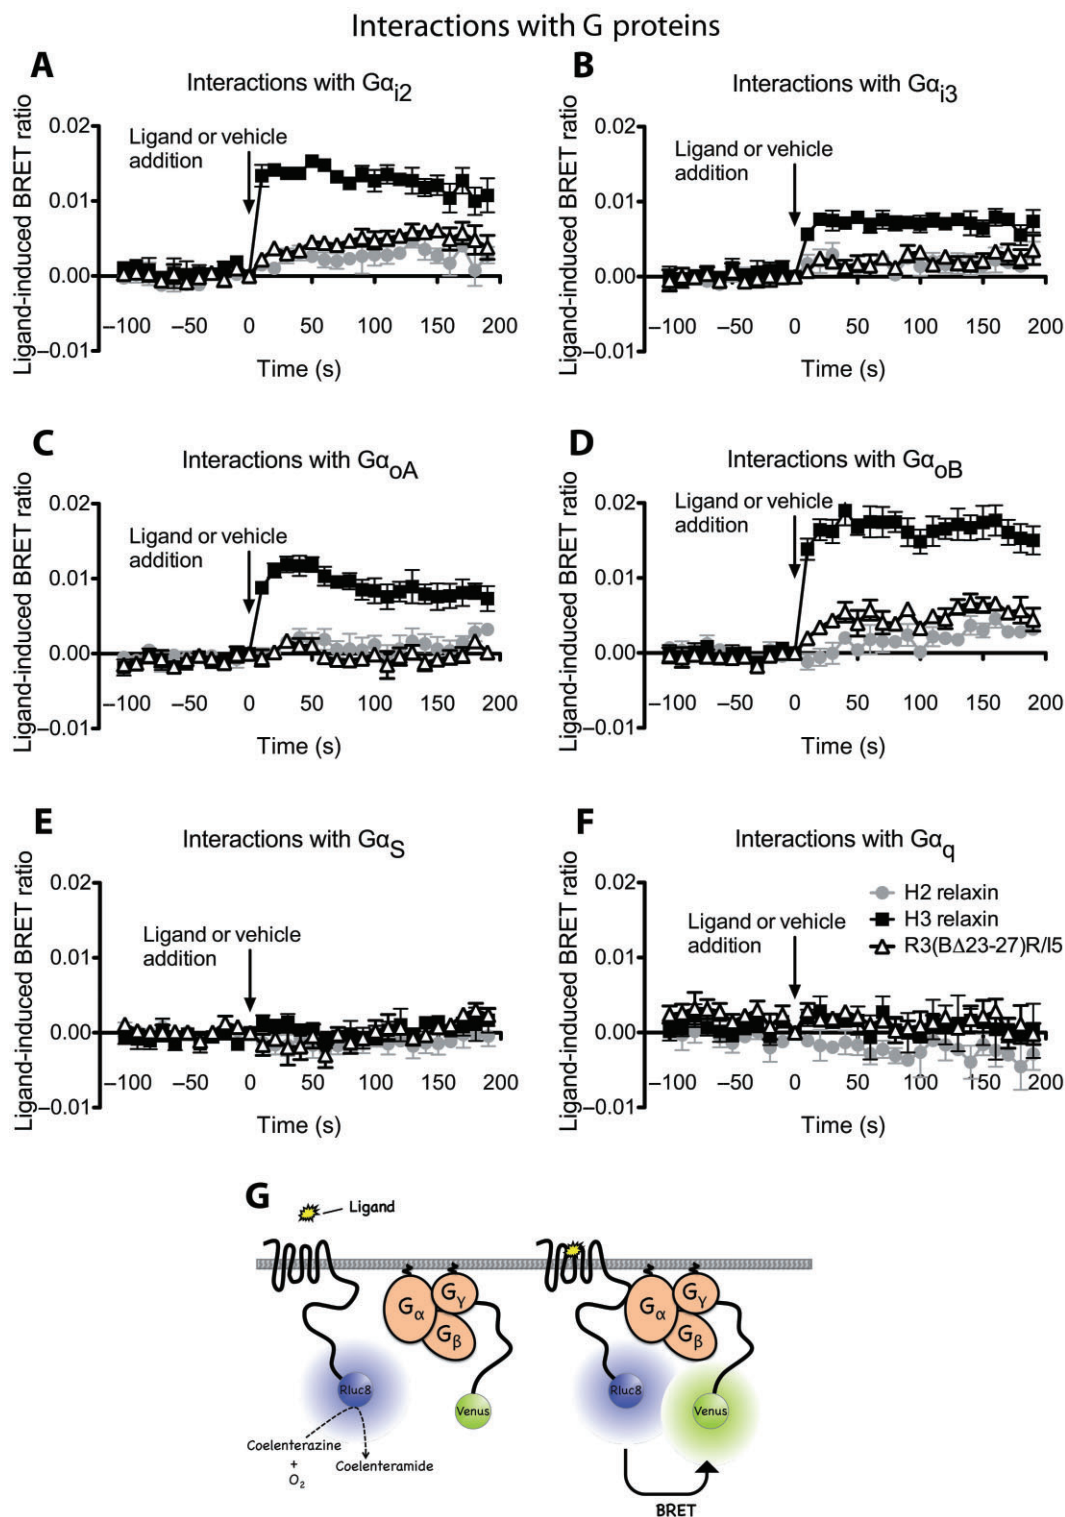 Interactions with G proteins
A
Interactions with Gαi2
Ligand-induced BRET ratio
0.02
0.01
0.00
–0.01
Ligand or vehicle
addition
–100 –50 0 50 100 150 200
Time (s)
B
Interactions with Gαi3
Ligand-induced BRET ratio
0.02
0.01
0.00
–0.01
Ligand or vehicle
addition
–100 –50 0 50 100 150 200
Time (s)
C
Interactions with GαoA
Ligand-induced BRET ratio
0.02
0.01
0.00
–0.01
Ligand or vehicle
addition
–100 –50 0 50 100 150 200
Time (s)
D
Interactions with GαoB
Ligand-induced BRET ratio
0.02
0.01
0.00
–0.01
Ligand or vehicle
addition
–100 –50 0 50 100 150 200
Time (s)
E
Interactions with GαS
Ligand-induced BRET ratio
0.02
0.01
0.00
–0.01
Ligand or vehicle
addition
–100 –50 0 50 100 150 200
Time (s)
F
Interactions with Gαq
Ligand-induced BRET ratio
0.02
0.01
0.00
–0.01
H2 relaxin
H3 relaxin
R3(BΔ23-27)R/I5
Ligand or vehicle
addition
–100 –50 0 50 100 150 200
Time (s)
G
Ligand
Gα
Gγ
Gβ
Rluc8
Venus
Coelenterazine
+
O2
Coelenteramide
Gα
Gγ
Gβ
Rluc8
Venus
BRET